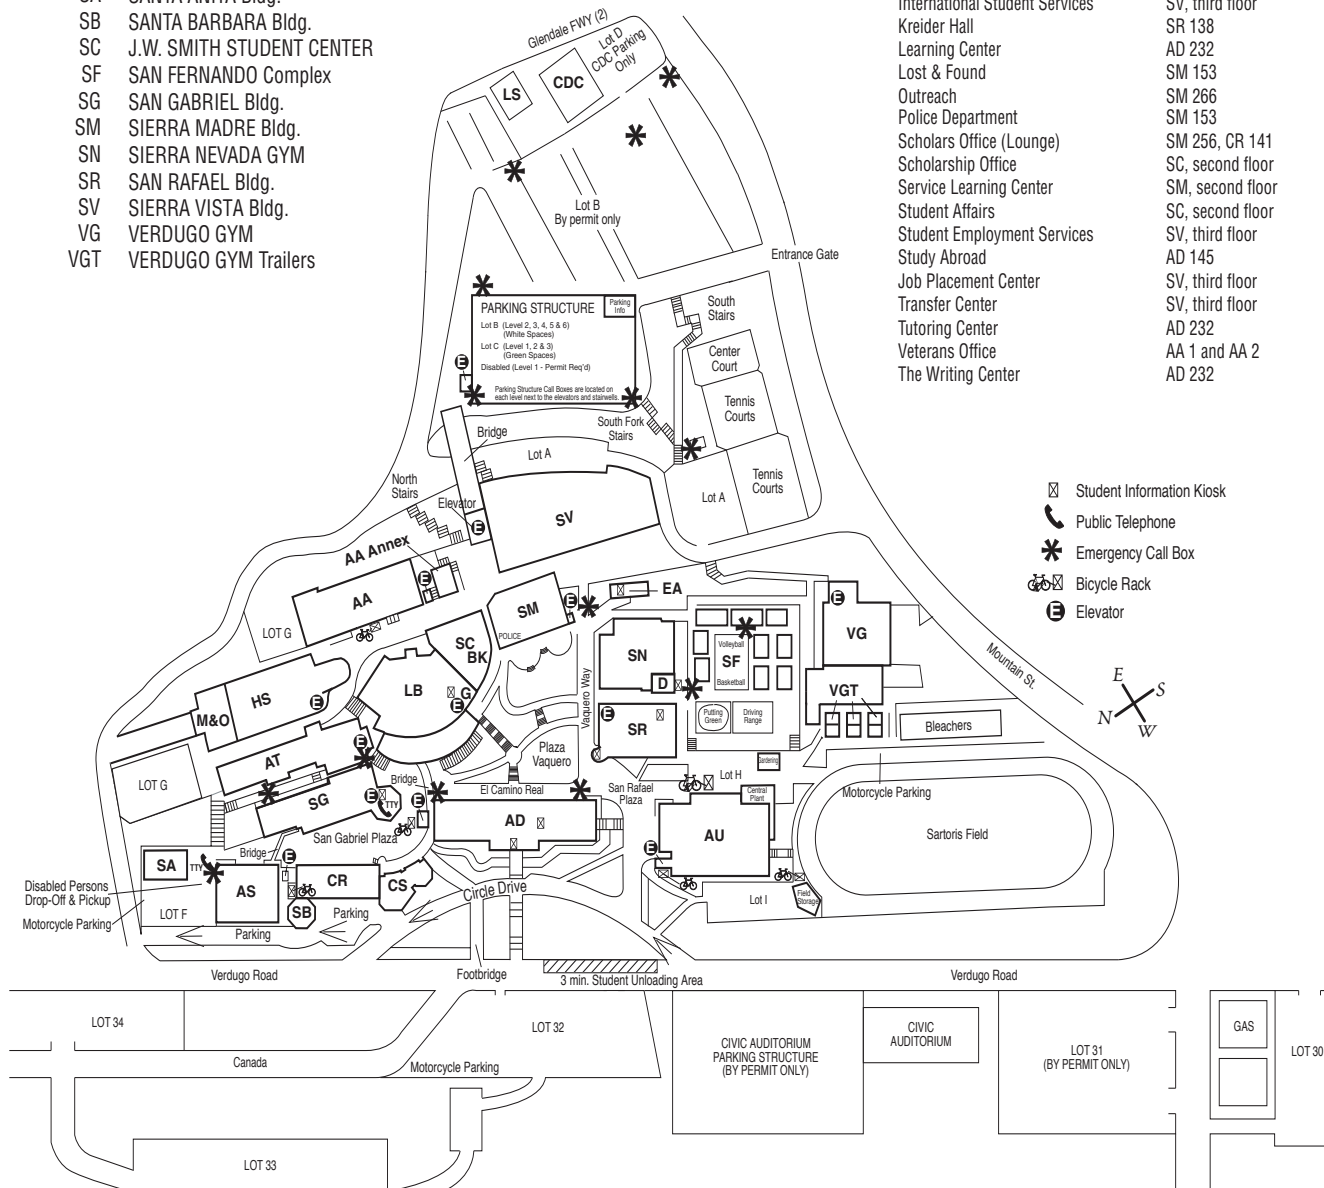 SA SANTA ANITA Bldg.
SB SANTA BARBARA Bldg.
SC J.W. SMITH STUDENT CENTER
SF SAN FERNANDO Complex
SG SAN GABRIEL Bldg.
SM SIERRA MADRE Bldg.
SN SIERRA NEVADA GYM
SR SAN RAFAEL Bldg.
SV SIERRA VISTA Bldg.
VG VERDUGO GYM
VGT VERDUGO GYM Trailers
International Student Services SV, third floor
Kreider Hall SR 138
Learning Center AD 232
Lost & Found SM 153
Outreach SM 266
Police Department SM 153
Scholars Office (Lounge) SM 256, CR 141
Scholarship Office SC, second floor
Service Learning Center SM, second floor
Student Affairs SC, second floor
Student Employment Services SV, third floor
Study Abroad AD 145
Job Placement Center SV, third floor
Transfer Center SV, third floor
Tutoring Center AD 232
Veterans Office AA 1 and AA 2
The Writing Center AD 232
Student Information Kiosk
Public Telephone
Emergency Call Box
Bicycle Rack
E Elevator
E
S
N
W
Glendale FWY (2)
Lot D
CDC Parking
Only
LS
CDC
Lot B
By permit only
Entrance Gate
PARKING STRUCTURE
Parking
Info
Lot B (Level 2, 3, 4, 5 & 6)
(White Spaces)
Lot C (Level 1, 2 & 3)
(Green Spaces)
Disabled (Level 1 - Permit Req'd)
Parking Structure Call Boxes are located on
each level next to the elevators and stairwells.
E
South
Stairs
Center
Court
Tennis
Courts
South Fork
Stairs
Bridge
Lot A
Tennis
Courts
Lot A
North
Stairs
Elevator
E
SV
AA Annex
E
AA
LOT G
SM
E
POLICE
EA
SC
BK
LB
G
E
HS
E
M&O
AT
E
LOT G
SG
E
TTY
Bridge
E
San Gabriel Plaza
Vaquero Way
Plaza
Vaquero
El Camino Real
SN
D
SR
E
Volleyball
SF
Basketball
Putting
Green
Driving
Range
Gardening
E
VG
VGT
Bleachers
Mountain St.
Motorcycle Parking
Sartoris Field
San Rafael
Plaza
Lot H
Central
Plant
AD
AU
E
Lot I
Field
Storage
Bridge
E
SA
TTY
AS
CR
CS
SB
LOT F
Disabled Persons
Drop-Off & Pickup
Motorcycle Parking
Parking
Parking
Circle Drive
Verdugo Road
Footbridge
3 min. Student Unloading Area
Verdugo Road
LOT 34
LOT 32
Canada
Motorcycle Parking
LOT 33
CIVIC AUDITORIUM
PARKING STRUCTURE
(BY PERMIT ONLY)
CIVIC
AUDITORIUM
LOT 31
(BY PERMIT ONLY)
GAS
LOT 30